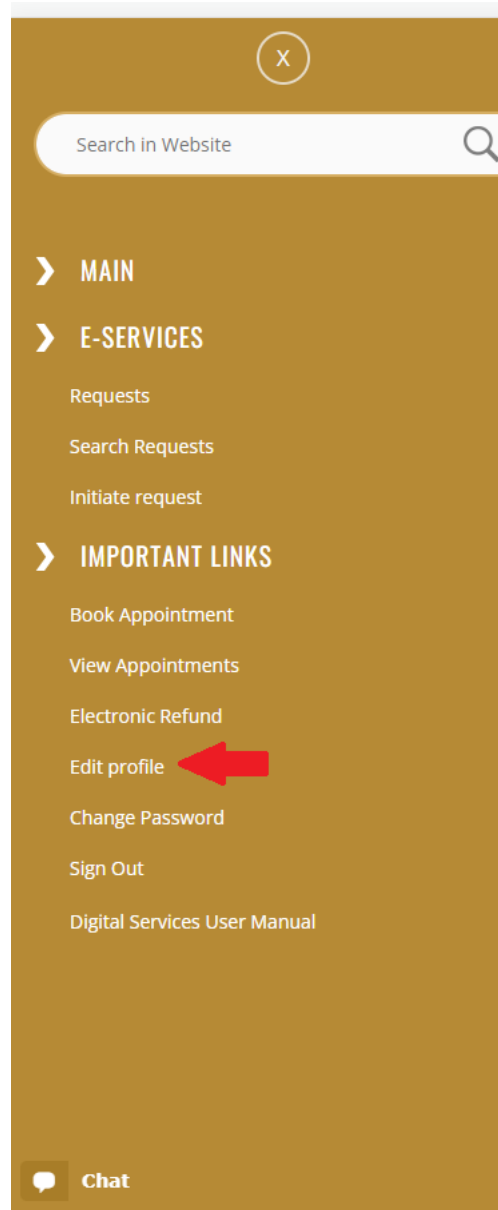 X
Search in Website
MAIN
E-SERVICES
Requests
Search Requests
Initiate request
IMPORTANT LINKS
Book Appointment
View Appointments
Electronic Refund
Edit profile
Change Password
Sign Out
Digital Services User Manual
Chat